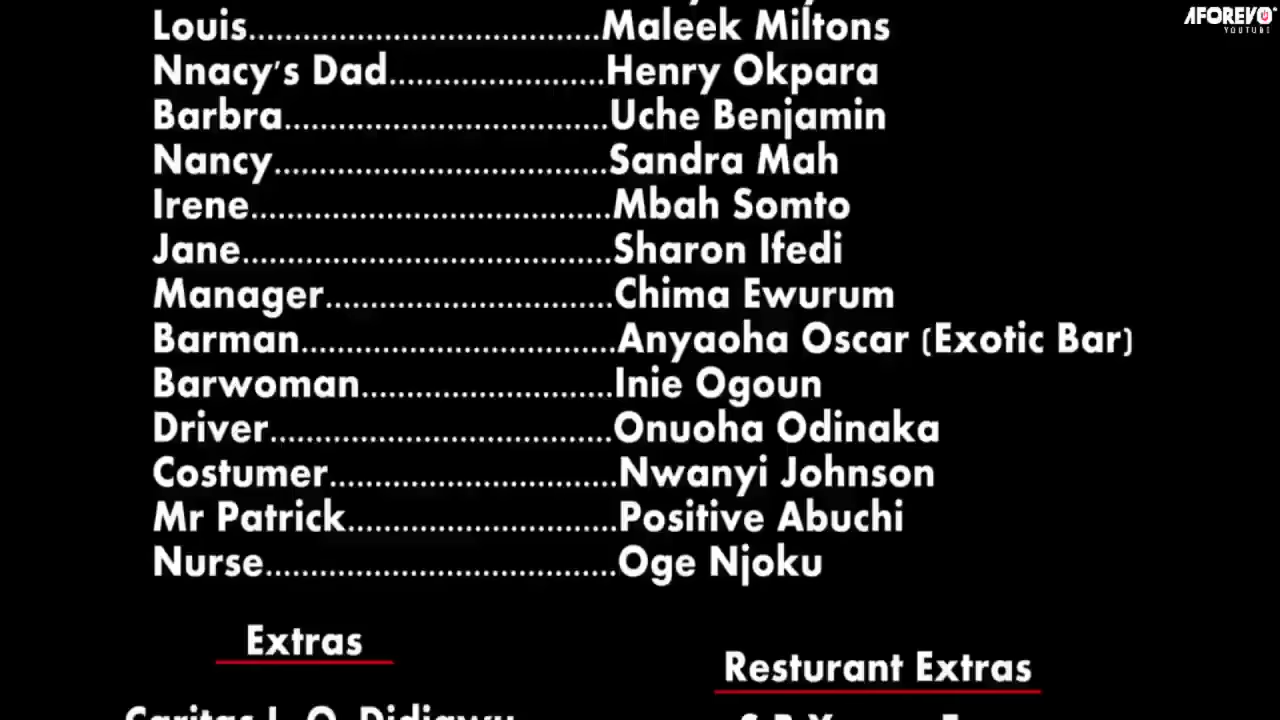 AFOREVO
YOUTUBE
Louis.....................................Maleek Miltons
Nnacy's Dad.......................Henry Okpara
Barbra..................................Uche Benjamin
Nancy...................................Sandra Mah
Irene......................................Mbah Somto
Jane.......................................Sharon Ifedi
Manager..............................Chima Ewurum
Barman.................................Anyaoha Oscar (Exotic Bar)
Barwoman..........................Inie Ogoun
Driver....................................Onuoha Odinaka
Costumer..............................Nwanyi Johnson
Mr Patrick............................Positive Abuchi
Nurse.....................................Oge Njoku
Extras
Resturant Extras